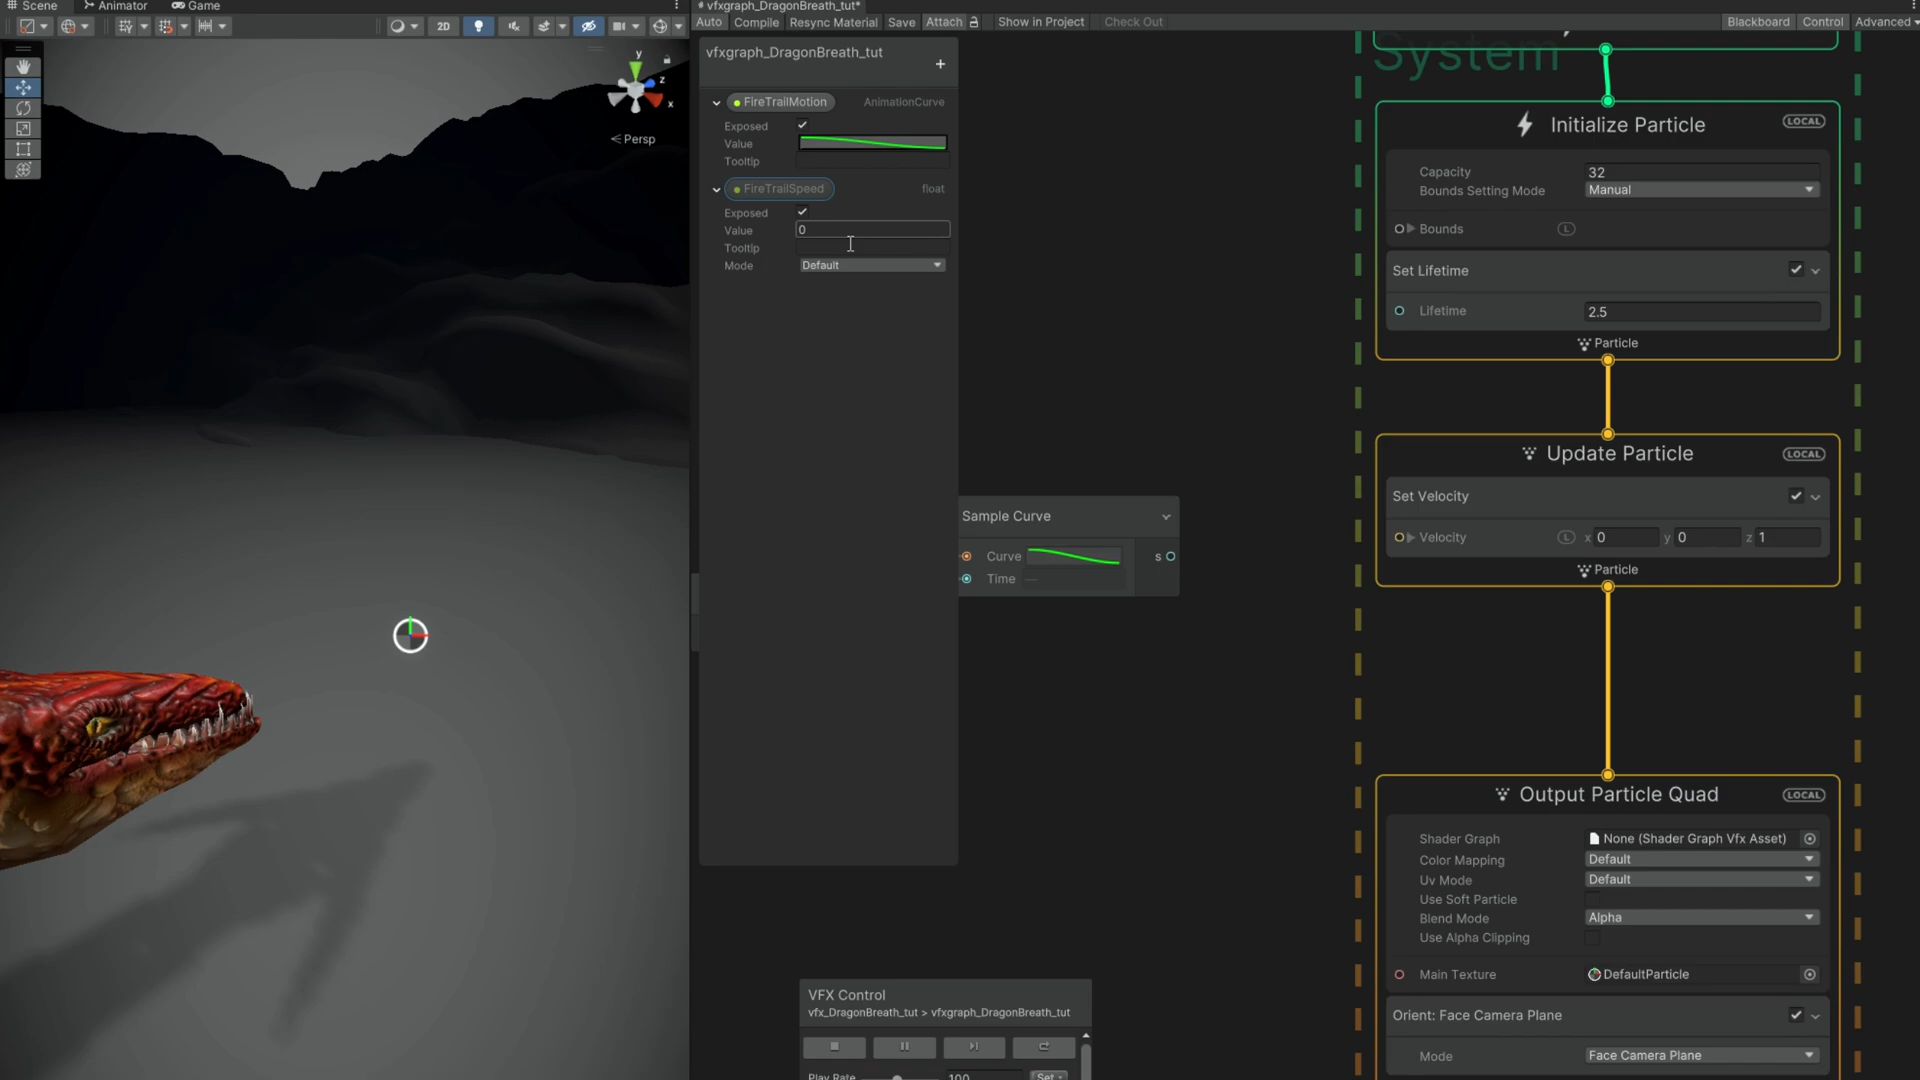 Scene Animator Game
2D
y
z
x
Persp
vfxgraph_DragonBreath_tut*
Auto Compile Resync Material Save Attach Show in Project Check Out Blackboard Control Advanced
vfxgraph_DragonBreath_tut
+
FireTrailMotion AnimationCurve
Exposed
Value
Tooltip
FireTrailSpeed float
Exposed
Value 0
Tooltip
Mode Default
Sample Curve
Curve s
Time
VFX Control
vfx_DragonBreath_tut > vfxgraph_DragonBreath_tut
Play Rate 100 Set
System
Initialize Particle LOCAL
Capacity 32
Bounds Setting Mode Manual
Bounds L
Set Lifetime
Lifetime 2.5
Particle
Update Particle LOCAL
Set Velocity
Velocity L x 0 y 0 z 1
Particle
Output Particle Quad LOCAL
Shader Graph None (Shader Graph Vfx Asset)
Color Mapping Default
Uv Mode Default
Use Soft Particle
Blend Mode Alpha
Use Alpha Clipping
Main Texture DefaultParticle
Orient: Face Camera Plane
Mode Face Camera Plane